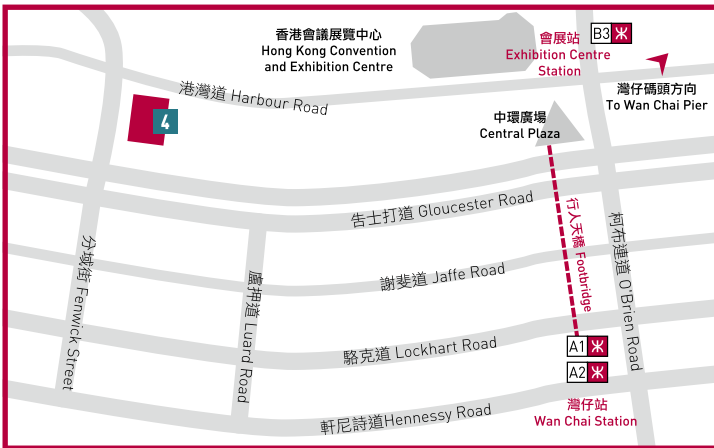 香港會議展覽中心
Hong Kong Convention
and Exhibition Centre
會展站
Exhibition Centre
Station
B3
灣仔碼頭方向
To Wan Chai Pier
港灣道 Harbour Road
4
中環廣場
Central Plaza
告士打道 Gloucester Road
行人天橋 Footbridge
柯布連道 O'Brien Road
分域街 Fenwick Street
盧押道 Luard Road
謝斐道 Jaffe Road
駱克道 Lockhart Road
A1
A2
灣仔站
Wan Chai Station
軒尼詩道Hennessy Road